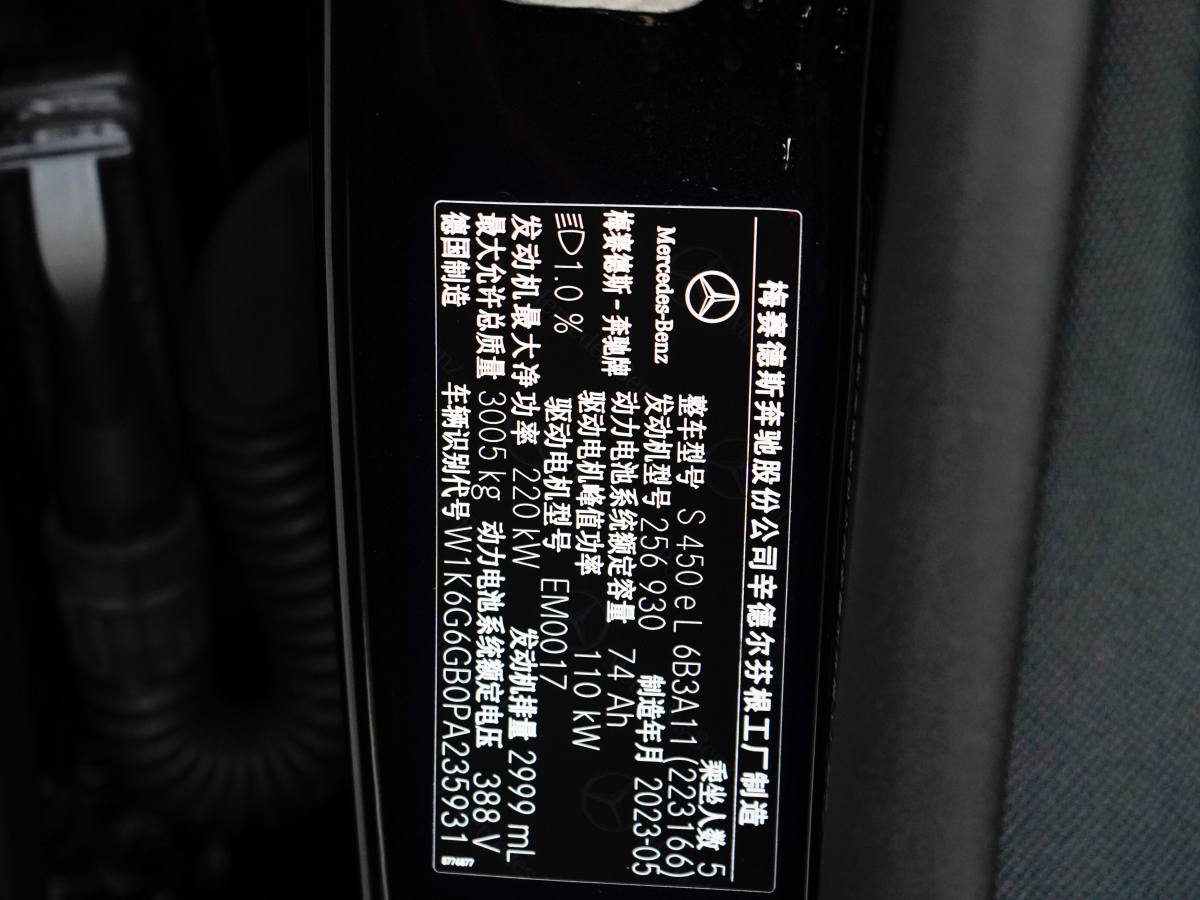 梅赛德斯奔驰股份公司辛德尔芬根工厂制造
乘坐人数 5
Mercedes-Benz
整车型号 S 450 e L 6B3A11(223166)
发动机型号 256 930 制造年月 2023-05
梅赛德斯-奔驰牌
动力电池系统额定容量 74 Ah
驱动电机峰值功率 110 kW
1.0 %
驱动电机型号 EM0017
发动机最大净功率 220 kW 发动机排量 2999 mL
最大允许总质量 3005 kg 动力电池系统额定电压 388 V
德国制造 车辆识别代号 W1K6G6GB0PA235931